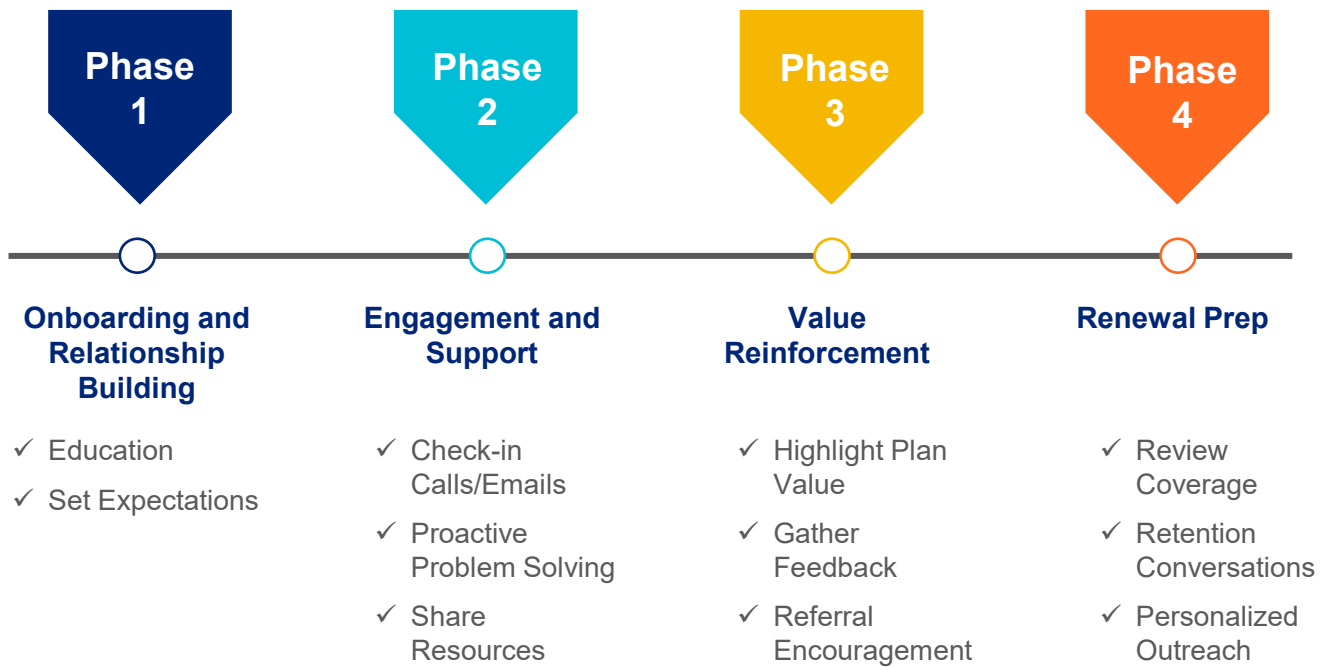 Phase
1
Phase
2
Phase
3
Phase
4
Onboarding and
Relationship
Building
✓ Education
✓ Set Expectations
Engagement and
Support
✓ Check-in
Calls/Emails
✓ Proactive
Problem Solving
✓ Share
Resources
Value
Reinforcement
✓ Highlight Plan
Value
✓ Gather
Feedback
✓ Referral
Encouragement
Renewal Prep
✓ Review
Coverage
✓ Retention
Conversations
✓ Personalized
Outreach